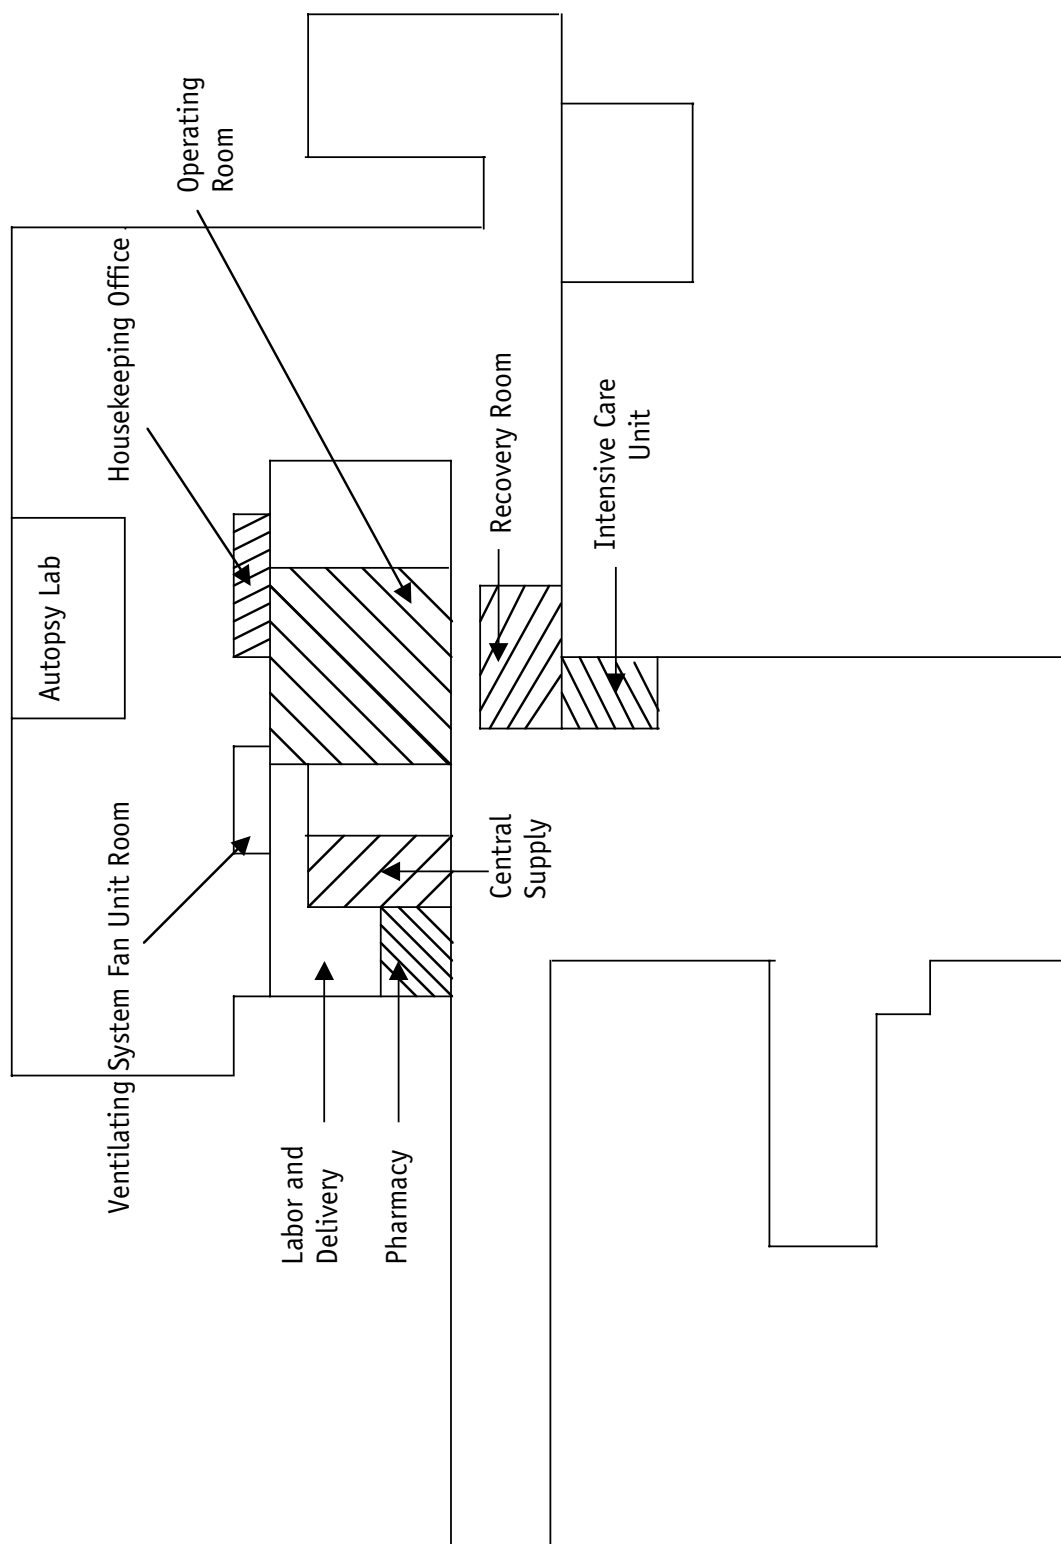 Operating
Room
Housekeeping Office
Autopsy Lab
Ventilating System Fan Unit Room
Recovery Room
Intensive Care
Unit
Central
Supply
Labor and
Delivery
Pharmacy